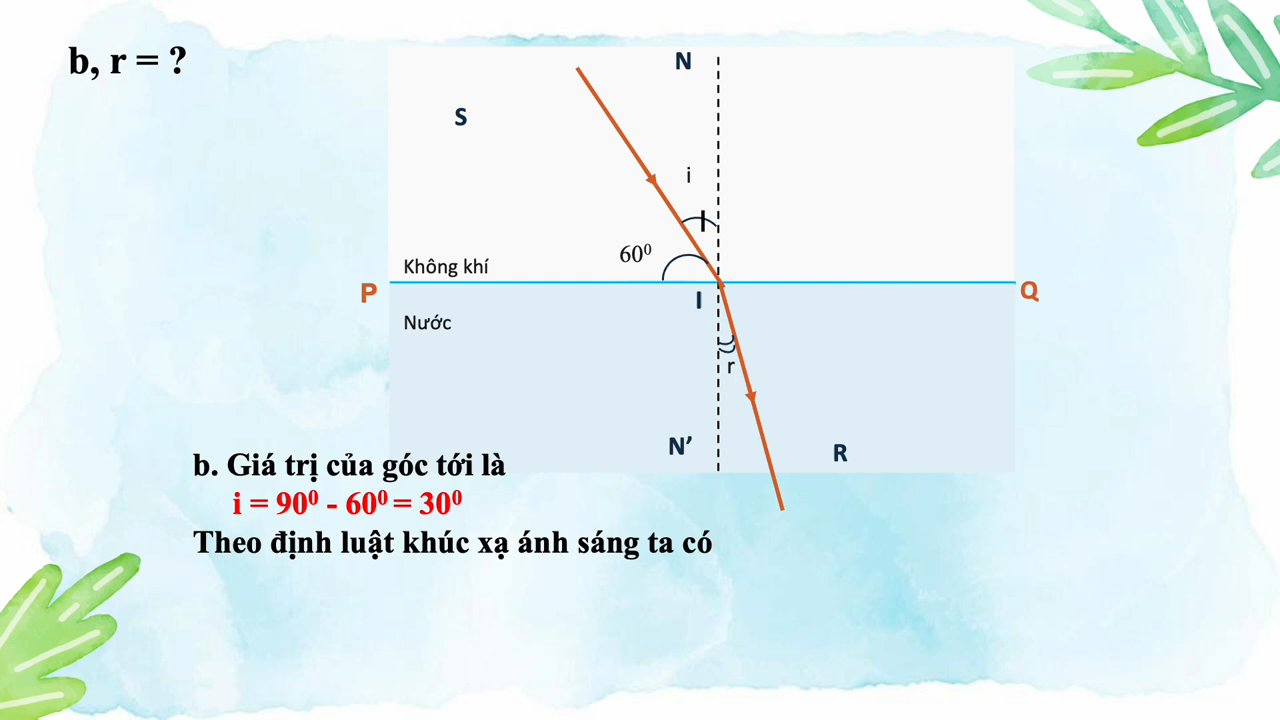 b, r = ?
N
S
i
60⁰
Không khí
P
Q
I
Nước
r
N’
R
b. Giá trị của góc tới là
i = 90⁰ - 60⁰ = 30⁰
Theo định luật khúc xạ ánh sáng ta có